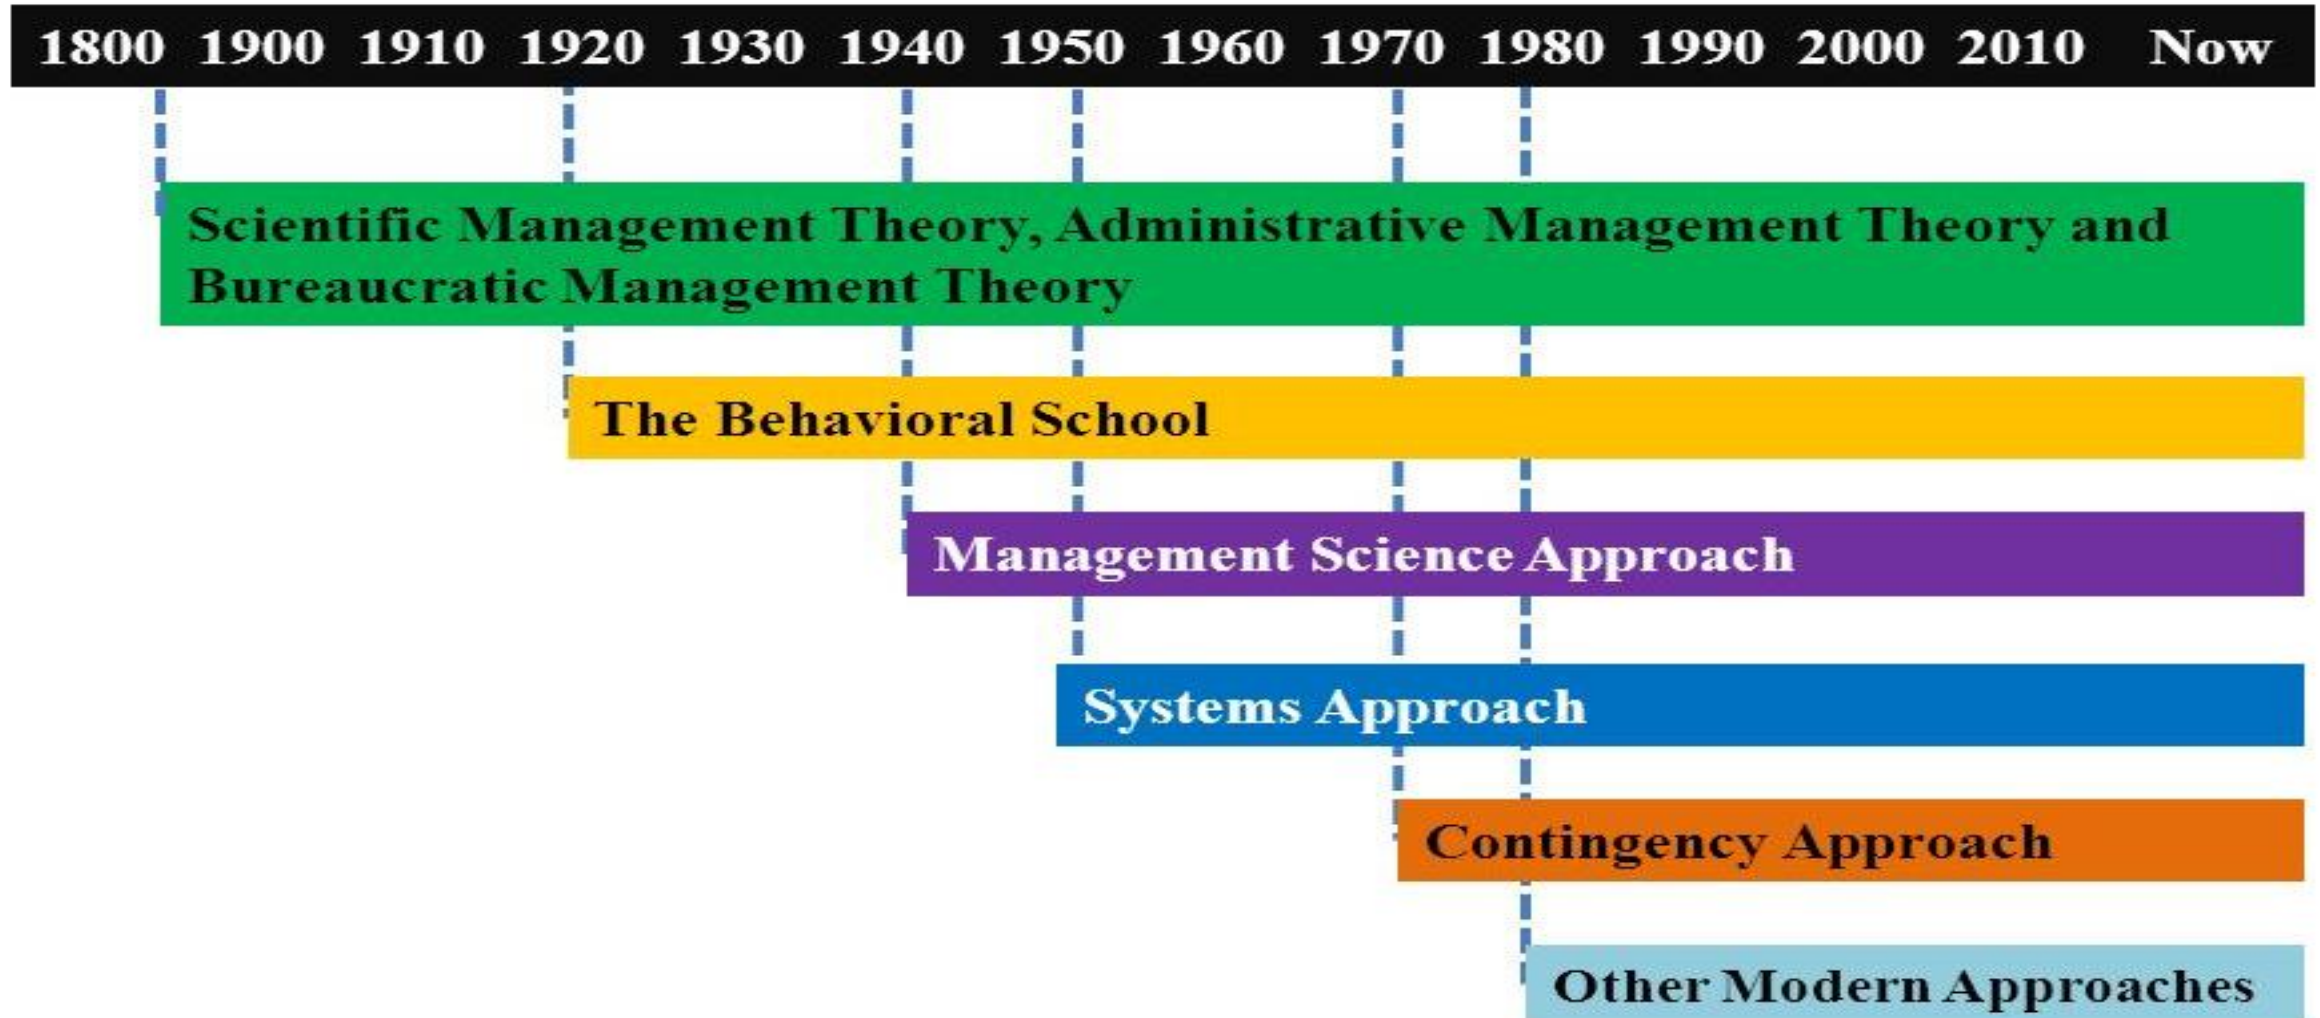 1800 1900 1910 1920 1930 1940 1950 1960 1970 1980 1990 2000 2010 Now
Scientific Management Theory, Administrative Management Theory and
Bureaucratic Management Theory
The Behavioral School
Management Science Approach
Systems Approach
Contingency Approach
Other Modern Approaches